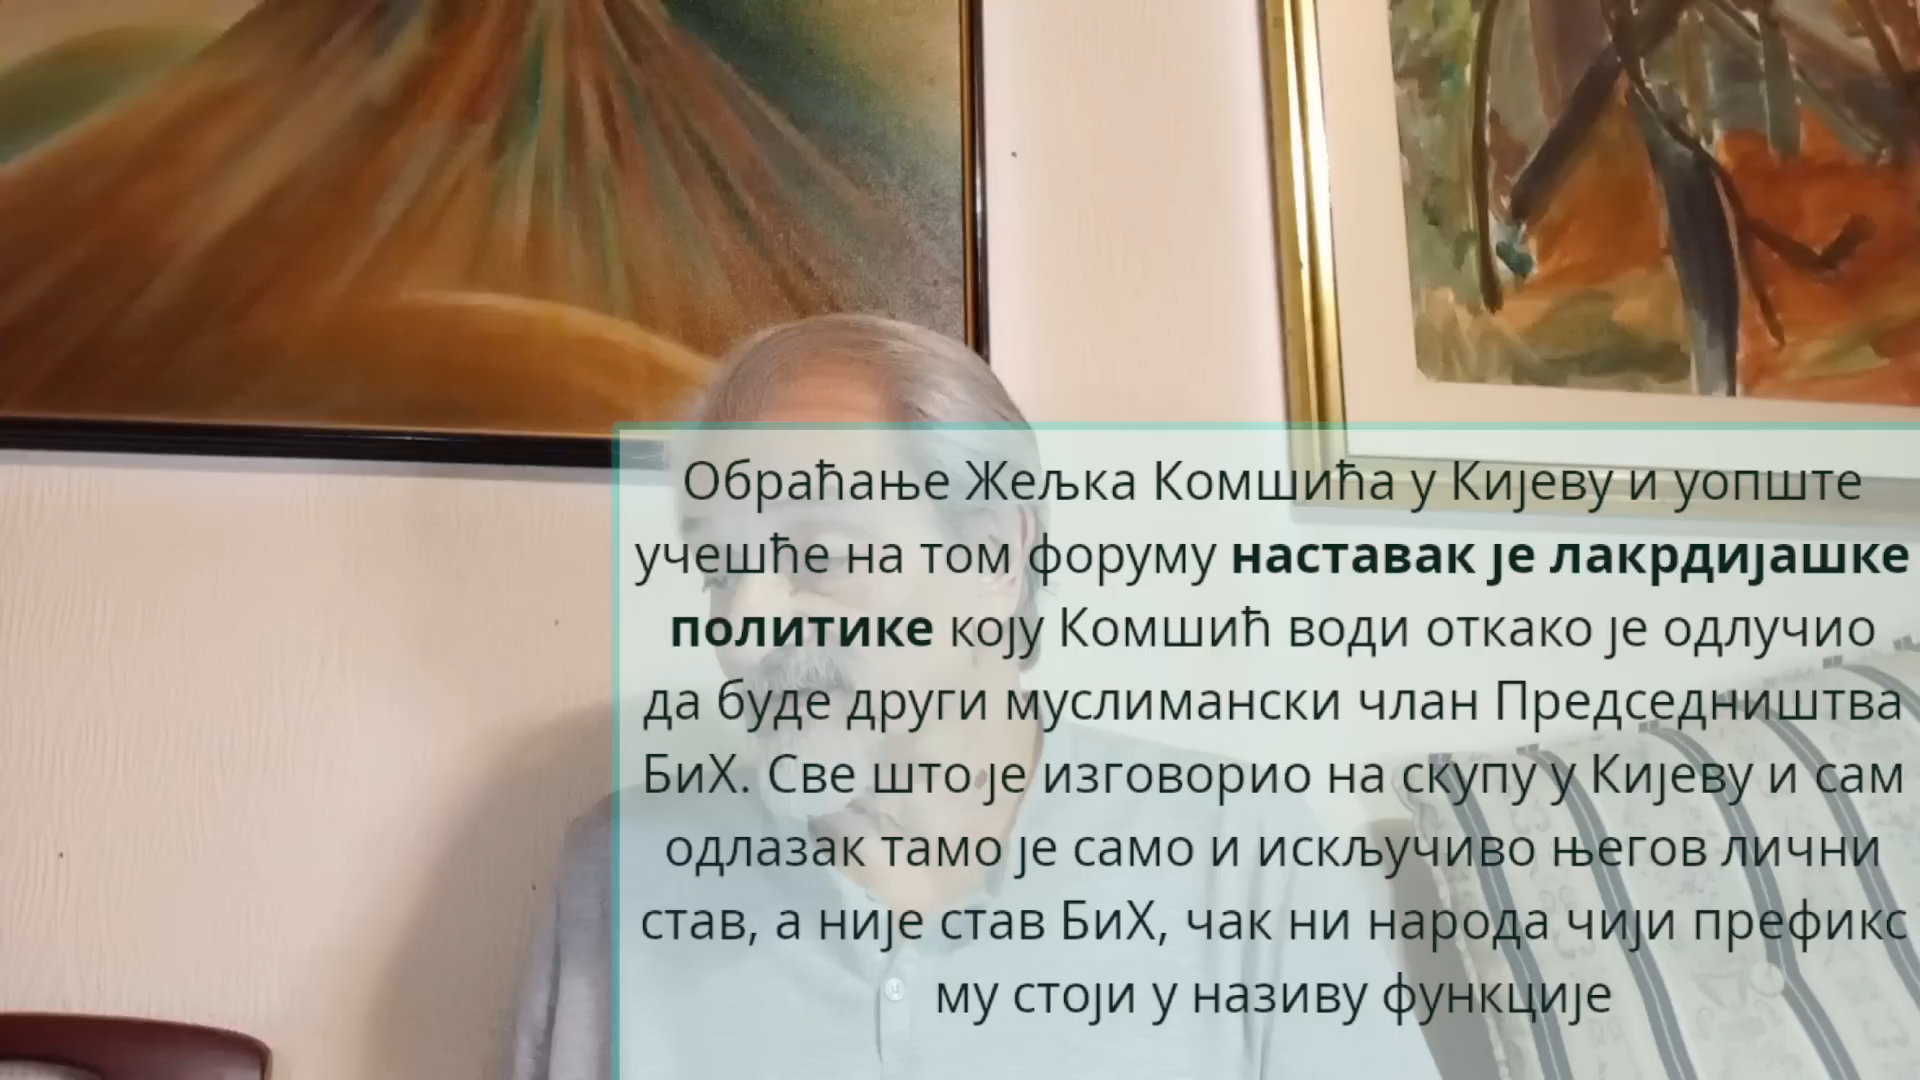 Обраћање Жељка Комшића у Кијеву и уопште
учешће на том форуму наставак је лакрдијашке
политике коју Комшић води откако је одлучио
да буде други муслимански члан Председништва
БиХ. Све што је изговорио на скупу у Кијеву и сам
одлазак тамо је само и искључиво његов лични
став, а није став БиХ, чак ни народа чији префикс
му стоји у називу функције